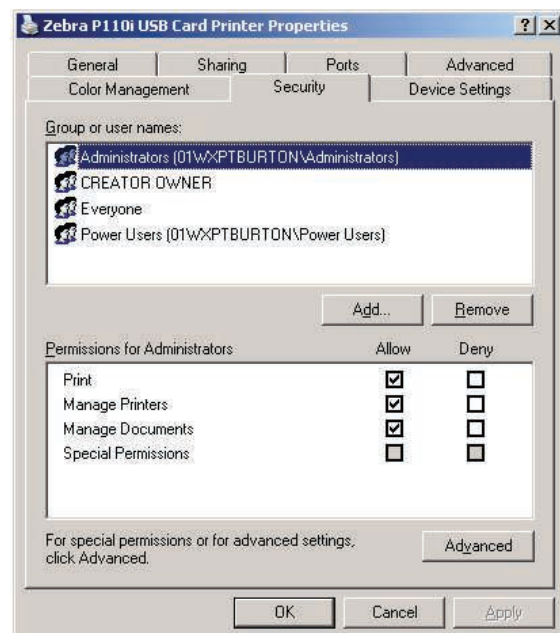 Zebra P110i USB Card Printer Properties
? X
General Sharing Ports Advanced
Color Management Security Device Settings
Group or user names:
Administrators (01WXPTBURTON\Administrators)
CREATOR OWNER
Everyone
Power Users (01WXPTBURTON\Power Users)
Add... Remove
Permissions for Administrators Allow Deny
Print
Manage Printers
Manage Documents
Special Permissions
For special permissions or for advanced settings,
click Advanced.
Advanced
OK Cancel Apply